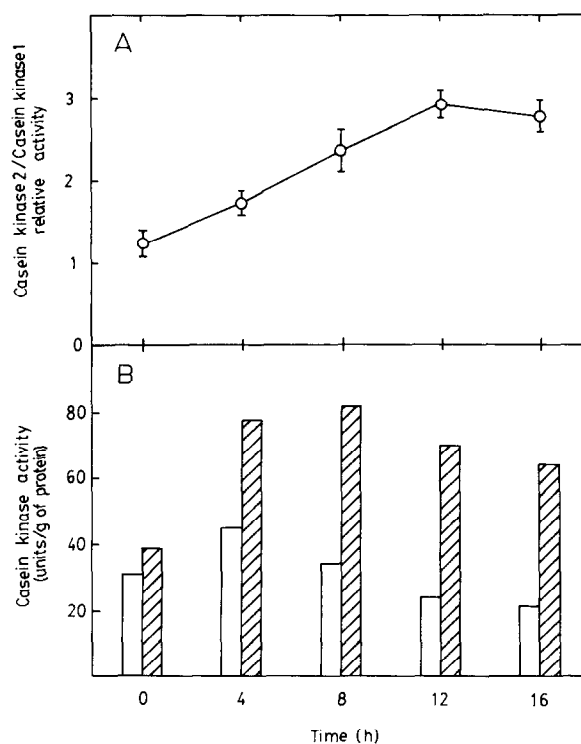 A
Casein kinase 2/Casein kinase 1
relative activity
3
2
1
0
B
Casein kinase activity
(units/g of protein)
80
60
40
20
0 4 8 12 16
Time (h)